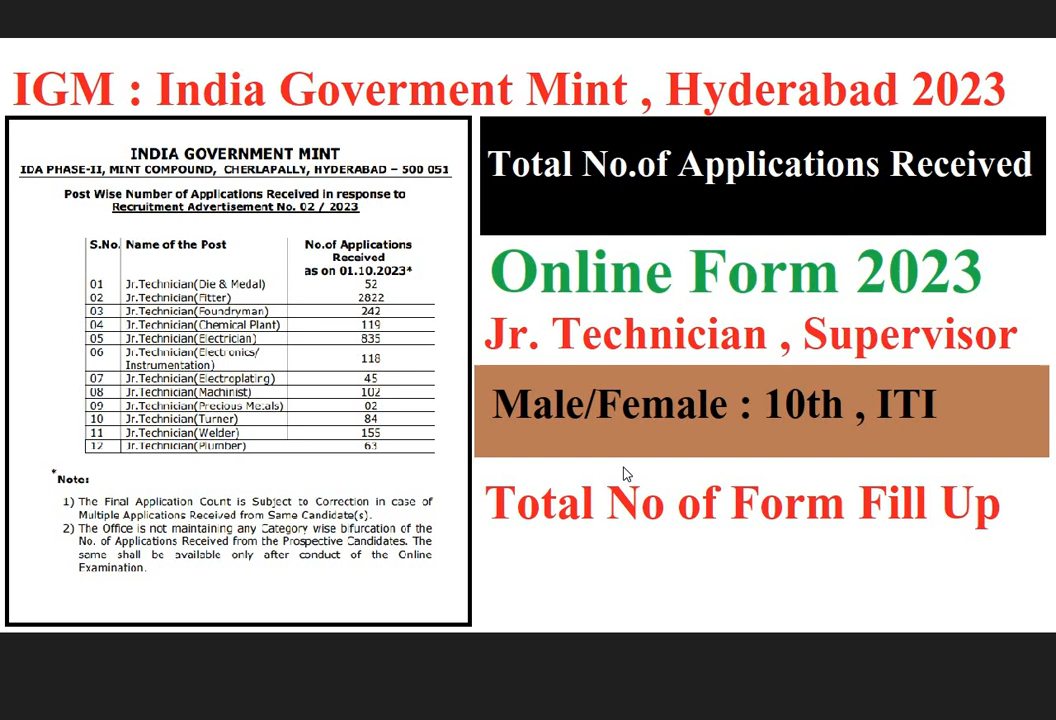 IGM : India Goverment Mint , Hyderabad 2023
INDIA GOVERNMENT MINT
IDA PHASE-II, MINT COMPOUND, CHERLAPALLY, HYDERABAD – 500 051
Post Wise Number of Applications Received in response to
Recruitment Advertisement No. 02 / 2023
S.No. Name of the Post No.of Applications
Received
as on 01.10.2023*
01 Jr.Technician(Die & Medal) 52
02 Jr.Technician(Fitter) 2822
03 Jr.Technician(Foundryman) 242
04 Jr.Technician(Chemical Plant) 119
05 Jr.Technician(Electrician) 835
06 Jr.Technician(Electronics/
Instrumentation) 118
07 Jr.Technician(Electroplating) 45
08 Jr.Technician(Machinist) 102
09 Jr.Technician(Precious Metals) 02
10 Jr.Technician(Turner) 84
11 Jr.Technician(Welder) 155
12 Jr.Technician(Plumber) 63
*Note:
1) The Final Application Count is Subject to Correction in case of
Multiple Applications Received from Same Candidate(s).
2) The Office is not maintaining any Category wise bifurcation of the
No. of Applications Received from the Prospective Candidates. The
same shall be available only after conduct of the Online
Examination.
Total No.of Applications Received
Online Form 2023
Jr. Technician , Supervisor
Male/Female : 10th , ITI
Total No of Form Fill Up